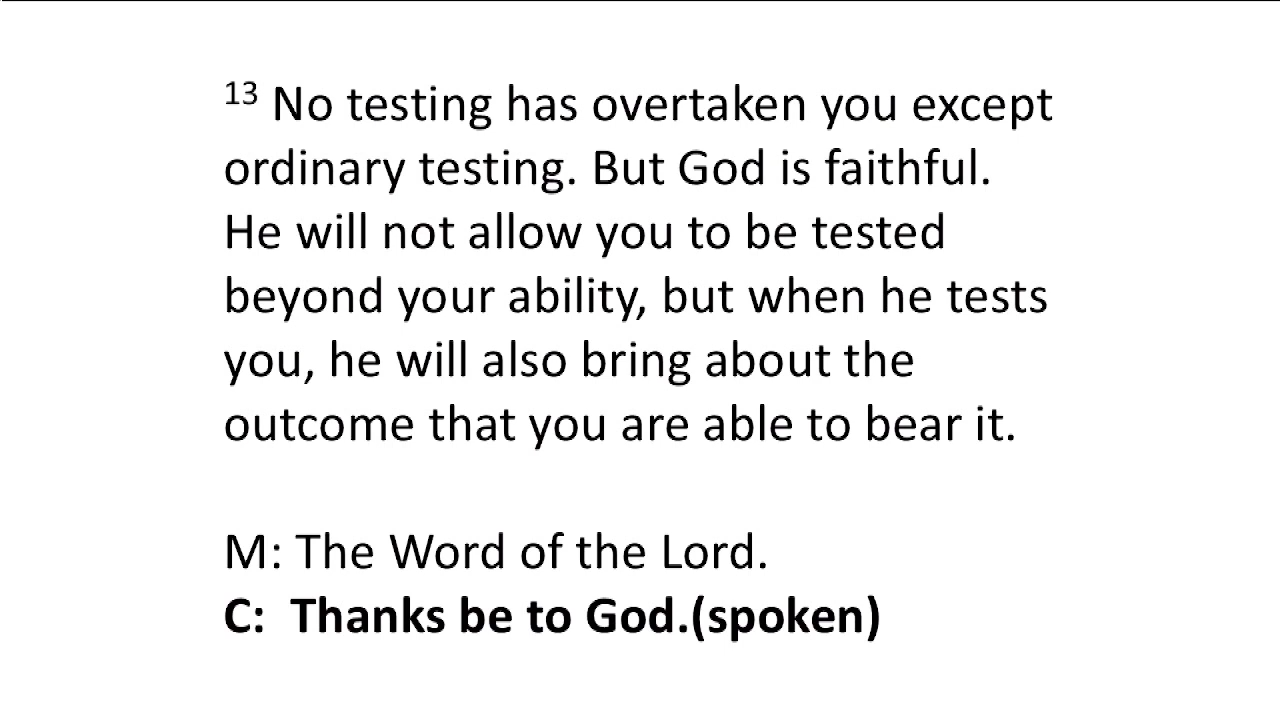 13 No testing has overtaken you except
ordinary testing. But God is faithful.
He will not allow you to be tested
beyond your ability, but when he tests
you, he will also bring about the
outcome that you are able to bear it.
M: The Word of the Lord.
C:  Thanks be to God.(spoken)